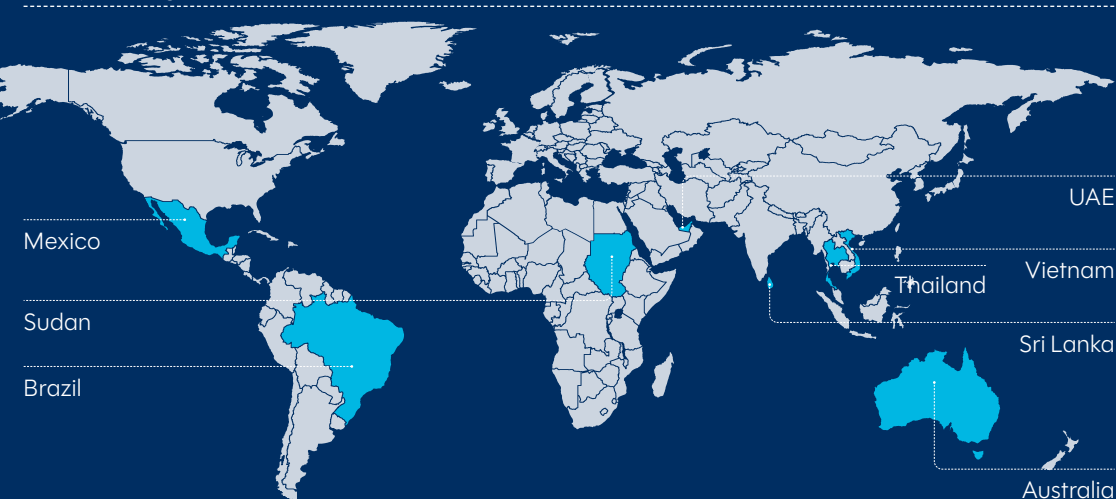 UAE
Mexico
Vietnam
Thailand
Sudan
Sri Lanka
Brazil
Australia